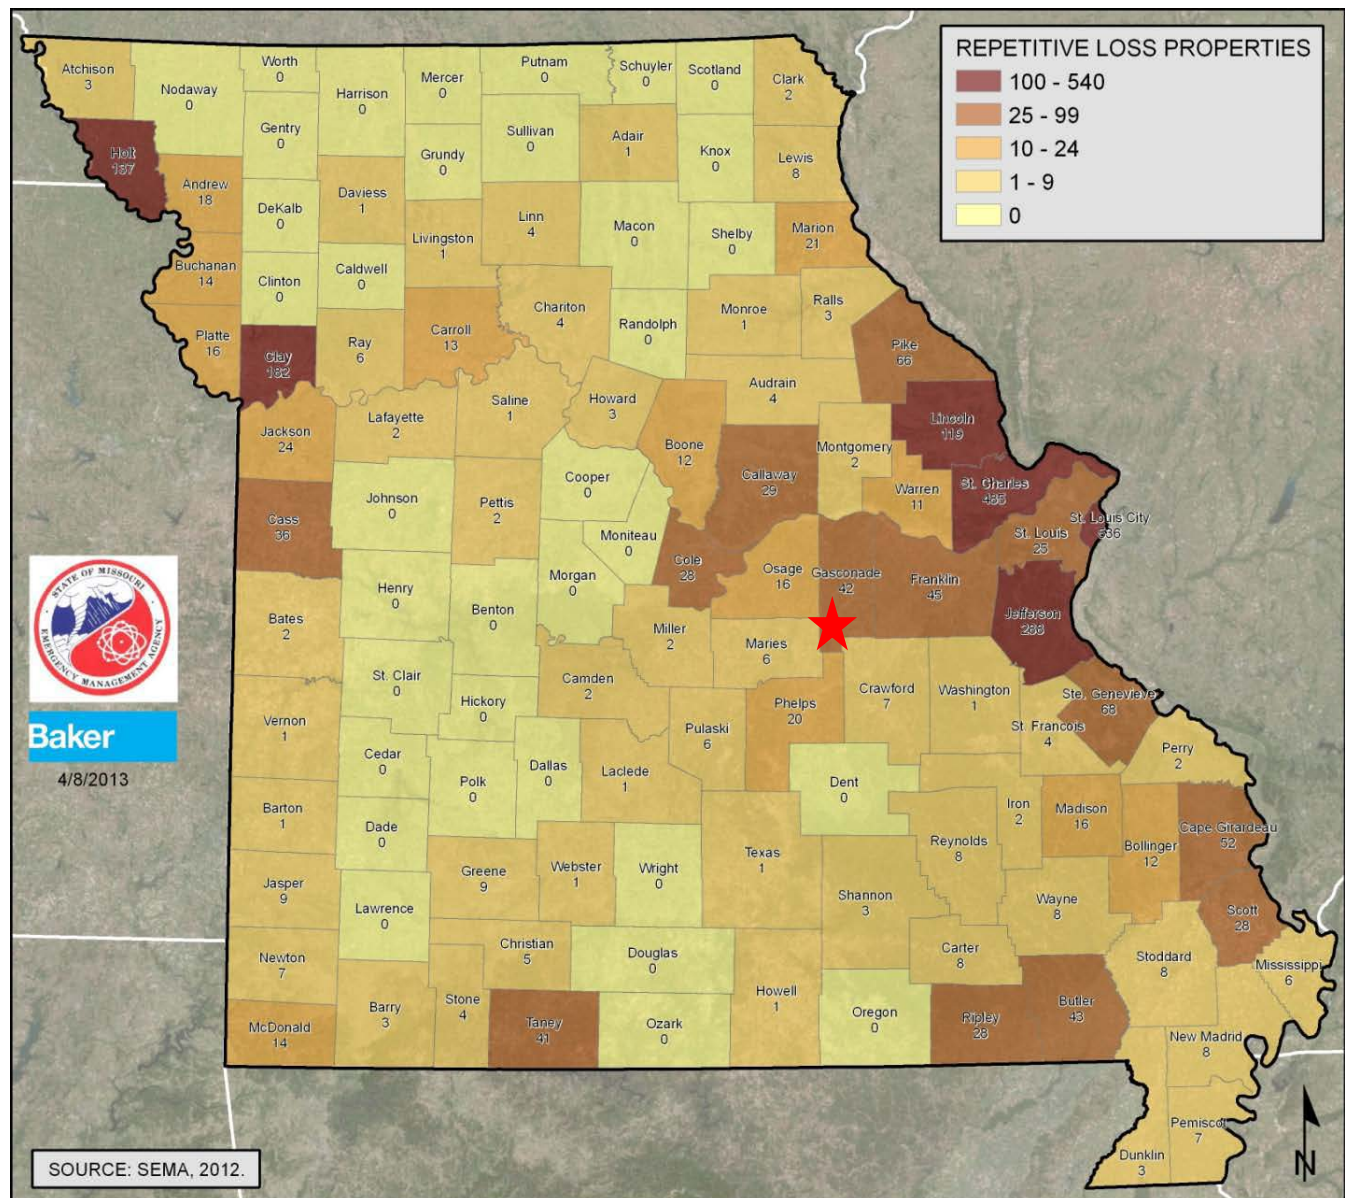 REPETITIVE LOSS PROPERTIES
100 - 540
25 - 99
10 - 24
1 - 9
0
Atchison
3
Nodaway
0
Worth
0
Harrison
0
Mercer
0
Putnam
0
Schuyler
0
Scotland
0
Clark
2
Holt
137
Gentry
0
Grundy
0
Sullivan
0
Adair
1
Knox
0
Lewis
8
Andrew
18
DeKalb
0
Daviess
1
Livingston
1
Linn
4
Macon
0
Shelby
0
Marion
21
Buchanan
14
Clinton
0
Caldwell
0
Chariton
4
Randolph
0
Monroe
1
Ralls
3
Platte
16
Clay
182
Ray
6
Carroll
13
Pike
66
Audrain
4
Jackson
24
Lafayette
2
Saline
1
Howard
3
Boone
12
Callaway
29
Montgomery
2
Lincoln
119
Warren
11
St. Charles
485
St. Louis City
St. Louis
25
Cass
36
Johnson
0
Pettis
2
Cooper
0
Moniteau
0
Cole
28
Osage
16
Gasconade
42
Franklin
45
Jefferson
288
Bates
2
Henry
0
Benton
0
Morgan
0
Miller
2
Maries
6
St. Clair
0
Hickory
0
Camden
2
Pulaski
6
Phelps
20
Crawford
7
Washington
1
Ste. Genevieve
68
St. Francois
4
Perry
2
Vernon
1
Cedar
0
Polk
0
Dallas
0
Laclede
1
Dent
0
Iron
2
Madison
16
Bollinger
12
Cape Girardeau
52
Barton
1
Dade
0
Greene
9
Webster
1
Wright
0
Texas
1
Shannon
3
Reynolds
8
Wayne
8
Scott
28
Jasper
9
Lawrence
0
Christian
5
Douglas
0
Carter
8
Stoddard
8
Mississippi
6
Newton
7
Barry
3
Stone
4
Taney
41
Ozark
0
Howell
1
Oregon
0
Ripley
28
Butler
43
McDonald
14
New Madrid
8
Pemiscot
7
Dunklin
3
STATE OF MISSOURI
EMERGENCY MANAGEMENT AGENCY
Baker
4/8/2013
SOURCE: SEMA, 2012.
N